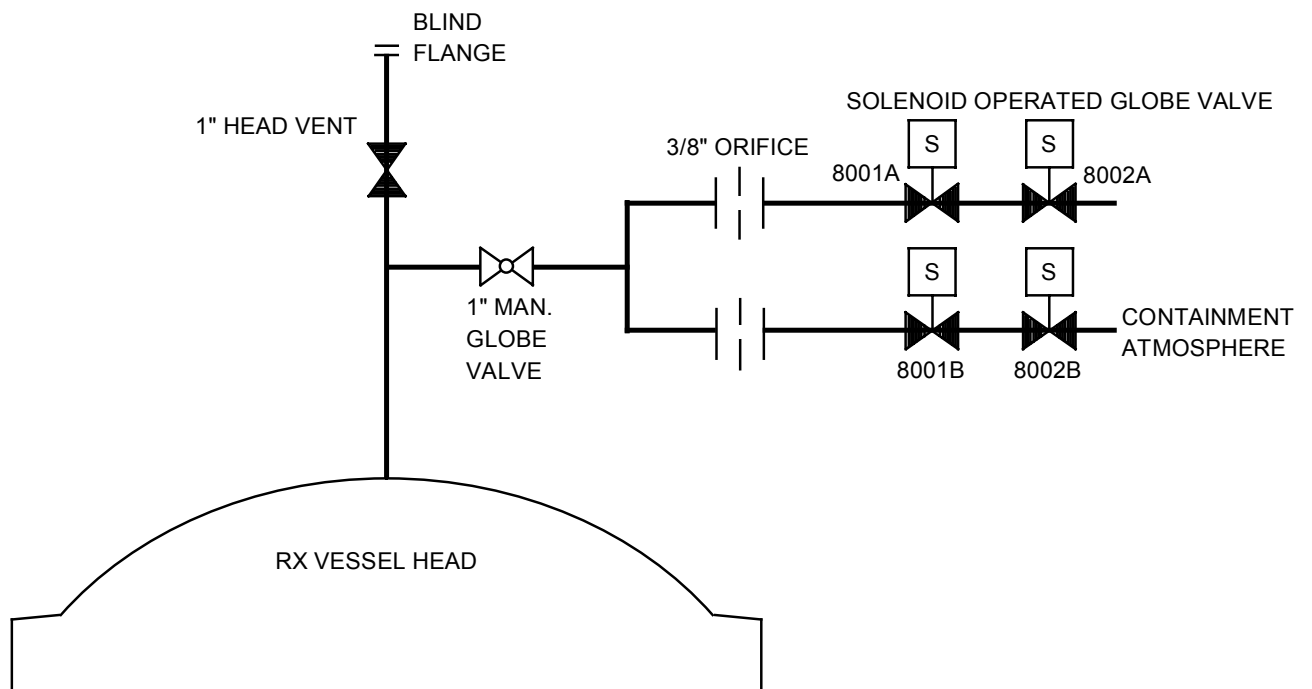 BLIND
FLANGE
1" HEAD VENT
SOLENOID OPERATED GLOBE VALVE
3/8" ORIFICE
S
S
8001A
8002A
S
S
1" MAN.
GLOBE
VALVE
CONTAINMENT
ATMOSPHERE
8001B
8002B
RX VESSEL HEAD